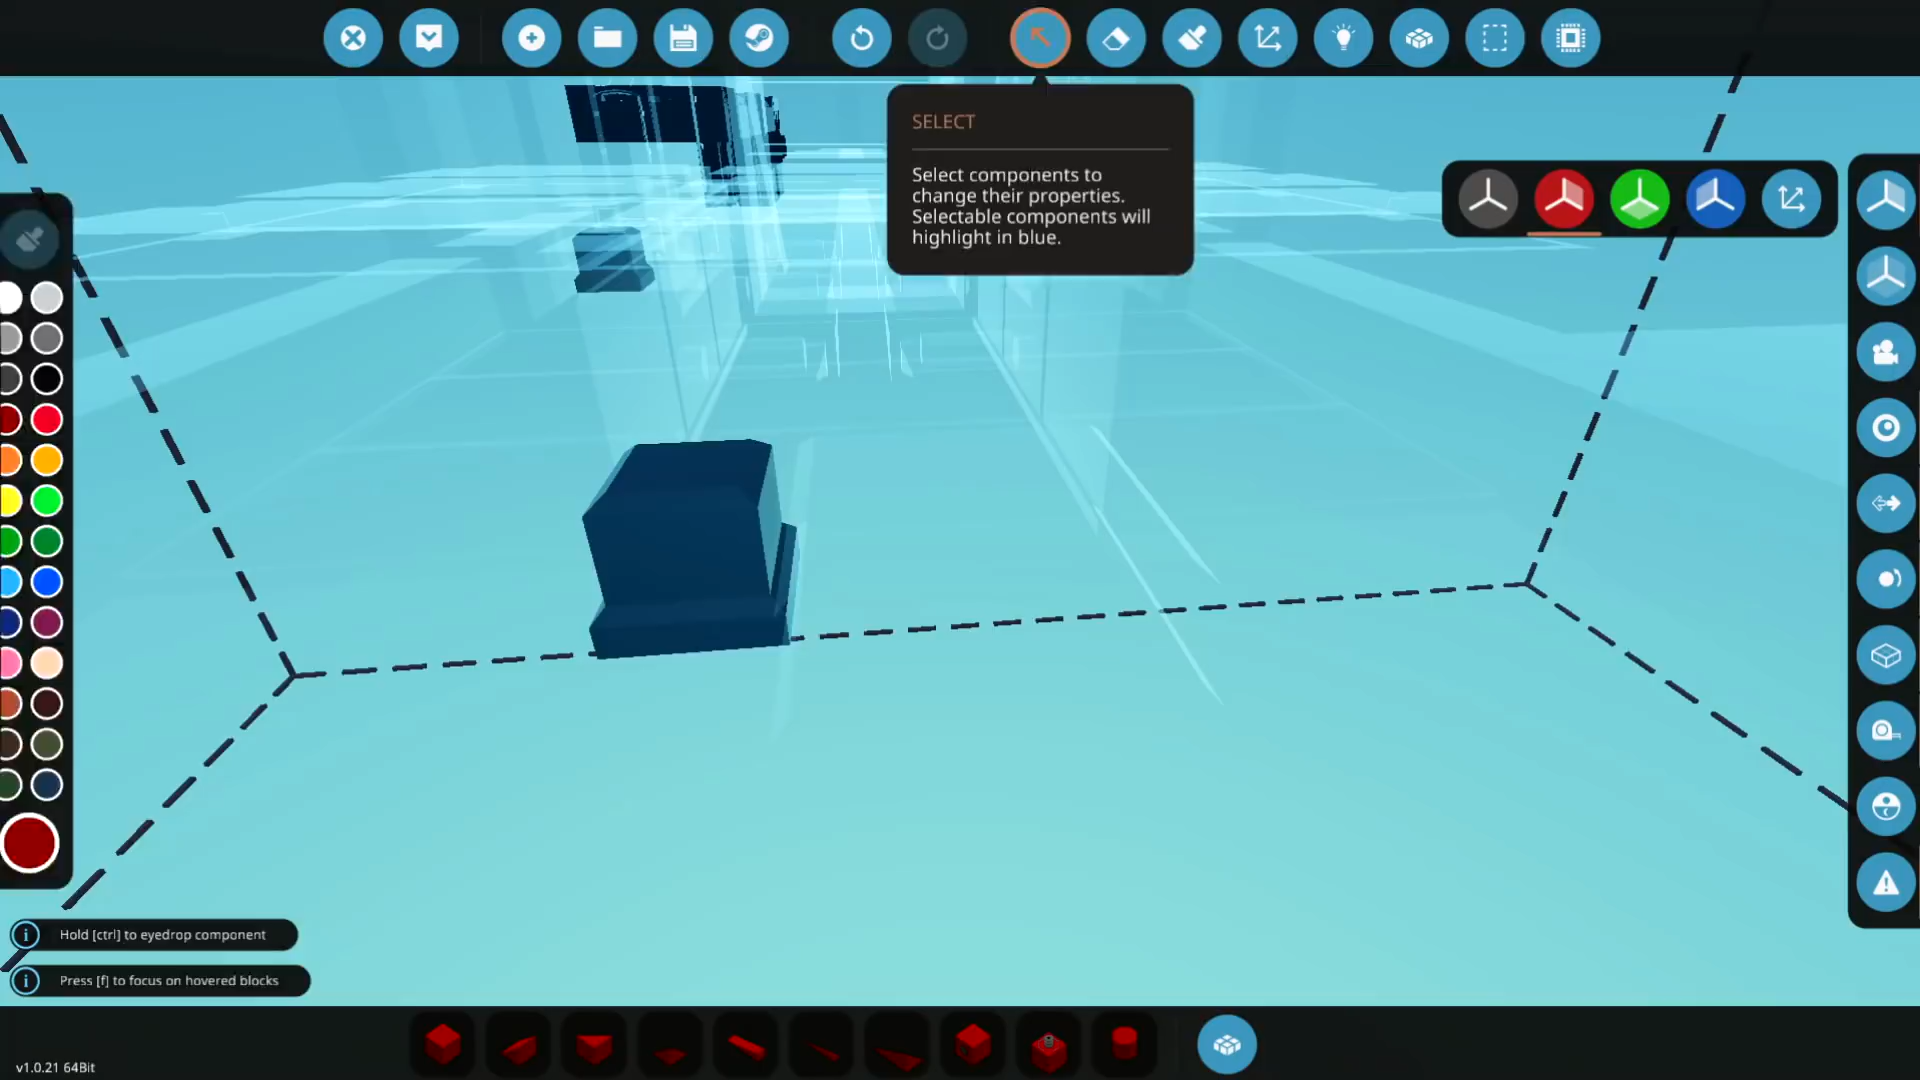 SELECT
Select components to
change their properties.
Selectable components will
highlight in blue.
Hold [ctrl] to eyedrop component
Press [f] to focus on hovered blocks
v1.0.21 64Bit